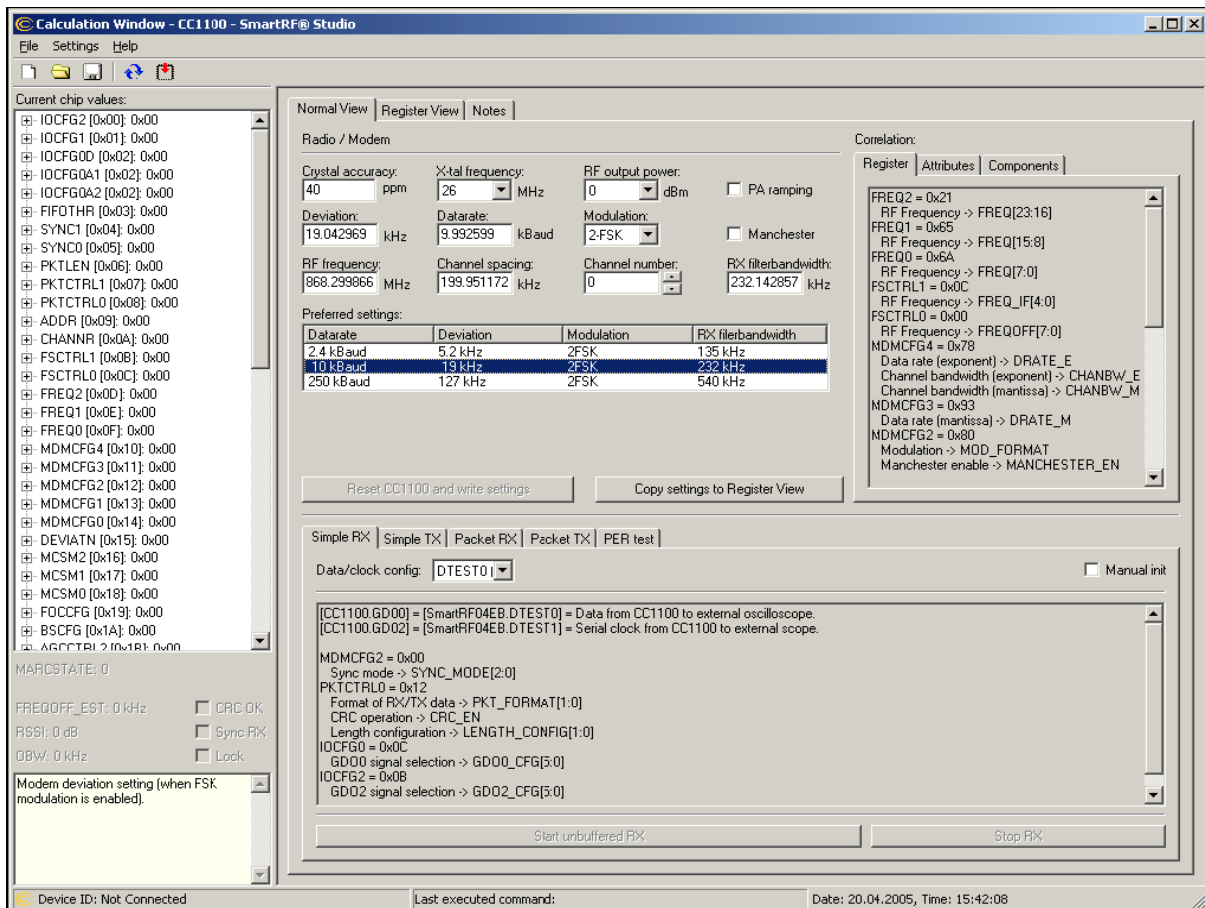 Calculation Window - CC1100 - SmartRF® Studio
File Settings Help
Current chip values:
IOCFG2 [0x00]: 0x00
IOCFG1 [0x01]: 0x00
IOCFG0D [0x02]: 0x00
IOCFG0A1 [0x02]: 0x00
IOCFG0A2 [0x02]: 0x00
FIFOTHR [0x03]: 0x00
SYNC1 [0x04]: 0x00
SYNC0 [0x05]: 0x00
PKTLEN [0x06]: 0x00
PKTCTRL1 [0x07]: 0x00
PKTCTRL0 [0x08]: 0x00
ADDR [0x09]: 0x00
CHANNR [0x0A]: 0x00
FSCTRL1 [0x0B]: 0x00
FSCTRL0 [0x0C]: 0x00
FREQ2 [0x0D]: 0x00
FREQ1 [0x0E]: 0x00
FREQ0 [0x0F]: 0x00
MDMCFG4 [0x10]: 0x00
MDMCFG3 [0x11]: 0x00
MDMCFG2 [0x12]: 0x00
MDMCFG1 [0x13]: 0x00
MDMCFG0 [0x14]: 0x00
DEVIATN [0x15]: 0x00
MCSM2 [0x16]: 0x00
MCSM1 [0x17]: 0x00
MCSM0 [0x18]: 0x00
FOCCFG [0x19]: 0x00
BSCFG [0x1A]: 0x00
AGCCTRL2 [0x1B]: 0x00
MARCSTATE: 0
FREQOFF_EST: 0 kHz CRC OK
RSSI: 0 dB Sync RX
OBW: 0 kHz Lock
Modem deviation setting (when FSK
modulation is enabled).
Normal View Register View Notes
Radio / Modem
Crystal accuracy: X-tal frequency: RF output power:
40 ppm 26 MHz 0 dBm PA ramping
Deviation: Datarate: Modulation:
19.042969 kHz 9.992599 kBaud 2-FSK Manchester
RF frequency: Channel spacing: Channel number: RX filterbandwidth:
868.299866 MHz 199.951172 kHz 0 232.142857 kHz
Preferred settings:
Datarate Deviation Modulation RX filerbandwidth
2.4 kBaud 5.2 kHz 2FSK 135 kHz
10 kBaud 19 kHz 2FSK 232 kHz
250 kBaud 127 kHz 2FSK 540 kHz
Reset CC1100 and write settings Copy settings to Register View
Correlation:
Register Attributes Components
FREQ2 = 0x21
RF Frequency -> FREQ[23:16]
FREQ1 = 0x65
RF Frequency -> FREQ[15:8]
FREQ0 = 0x6A
RF Frequency -> FREQ[7:0]
FSCTRL1 = 0x0C
RF Frequency -> FREQ_IF[4:0]
FSCTRL0 = 0x00
RF Frequency -> FREQOFF[7:0]
MDMCFG4 = 0x78
Data rate (exponent) -> DRATE_E
Channel bandwidth (exponent) -> CHANBW_E
Channel bandwidth (mantissa) -> CHANBW_M
MDMCFG3 = 0x93
Data rate (mantissa) -> DRATE_M
MDMCFG2 = 0x80
Modulation -> MOD_FORMAT
Manchester enable -> MANCHESTER_EN
Simple RX Simple TX Packet RX Packet TX PER test
Data/clock config: DTEST0 Manual init
[CC1100.GDO0] = [SmartRF04EB.DTEST0] = Data from CC1100 to external oscilloscope.
[CC1100.GDO2] = [SmartRF04EB.DTEST1] = Serial clock from CC1100 to external scope.
MDMCFG2 = 0x00
Sync mode -> SYNC_MODE[2:0]
PKTCTRL0 = 0x12
Format of RX/TX data -> PKT_FORMAT[1:0]
CRC operation -> CRC_EN
Length configuration -> LENGTH_CONFIG[1:0]
IOCFG0 = 0x0C
GDO0 signal selection -> GDO0_CFG[5:0]
IOCFG2 = 0x0B
GDO2 signal selection -> GDO2_CFG[5:0]
Start unbuffered RX Stop RX
Device ID: Not Connected Last executed command: Date: 20.04.2005, Time: 15:42:08